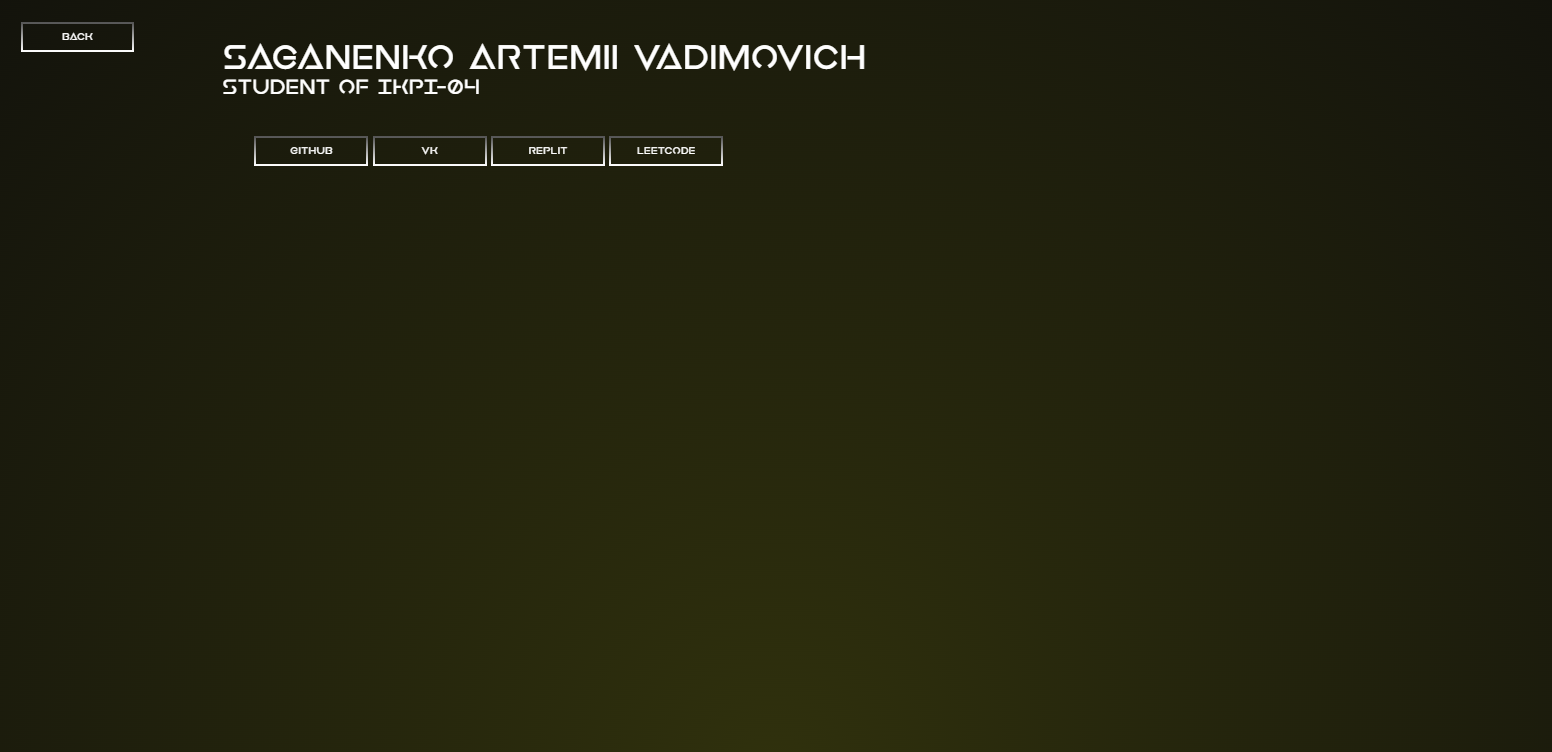 BACK
SAGANENKO ARTEMII VADIMOVICH
STUDENT OF IKPI-04
GITHUB
VK
REPLIT
LEETCODE